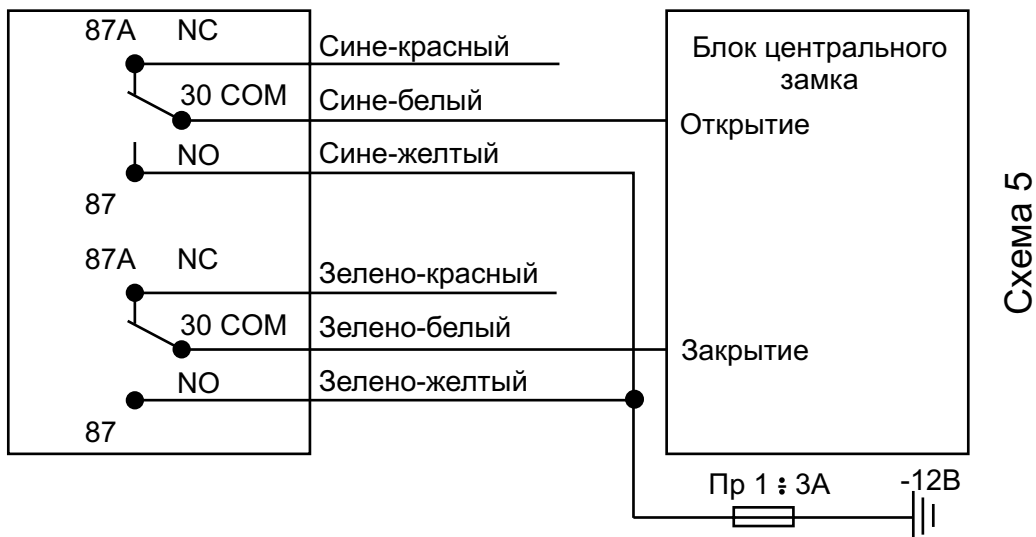 87A NC
Сине-красный
30 COM
Сине-белый
NO
Сине-желтый
87
87A NC
Зелено-красный
30 COM
Зелено-белый
NO
Зелено-желтый
87
Блок центрального
замка
Открытие
Закрытие
Пр 1 ÷ 3А
-12В
Схема 5